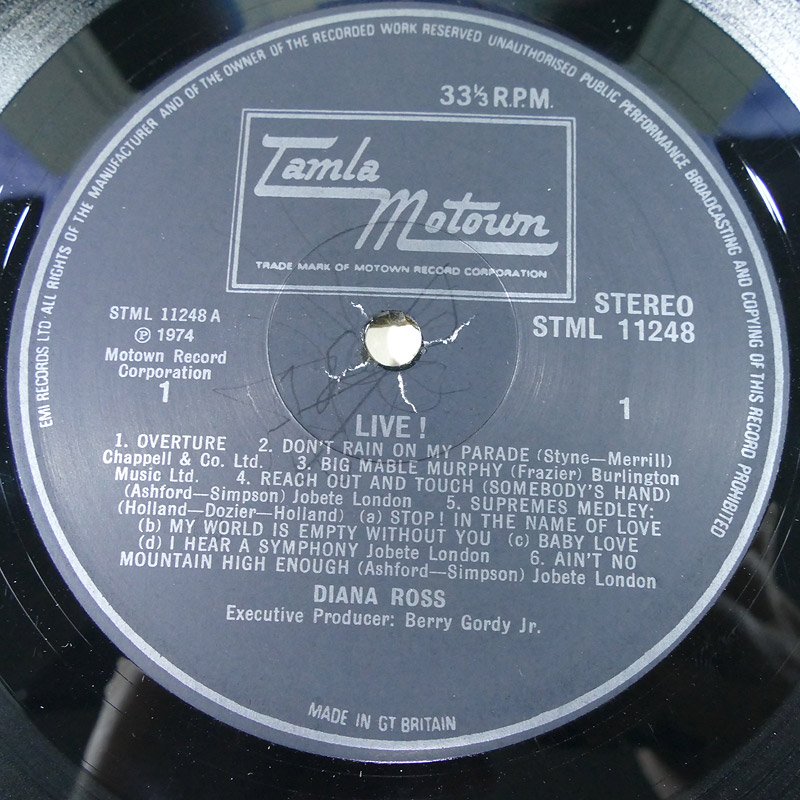 EMI RECORDS LTD ALL RIGHTS OF THE MANUFACTURER AND OF THE OWNER OF THE RECORDED WORK RESERVED UNAUTHORISED PUBLIC PERFORMANCE BROADCASTING AND COPYING OF THIS RECORD PROHIBITED
33⅓ R.P.M.
Tamla
Motown
TRADE MARK OF MOTOWN RECORD CORPORATION
STML 11248 A
℗ 1974
Motown Record
Corporation
1
STEREO
STML 11248
1
LIVE!
1. OVERTURE 2. DON'T RAIN ON MY PARADE (Styne—Merrill)
Chappell & Co. Ltd. 3. BIG MABLE MURPHY (Frazier) Burlington
Music Ltd. 4. REACH OUT AND TOUCH (SOMEBODY'S HAND)
(Ashford—Simpson) Jobete London 5. SUPREMES MEDLEY:
(Holland—Dozier—Holland) (a) STOP! IN THE NAME OF LOVE
(b) MY WORLD IS EMPTY WITHOUT YOU (c) BABY LOVE
(d) I HEAR A SYMPHONY Jobete London 6. AIN'T NO
MOUNTAIN HIGH ENOUGH (Ashford—Simpson) Jobete London
DIANA ROSS
Executive Producer: Berry Gordy Jr.
MADE IN GT BRITAIN